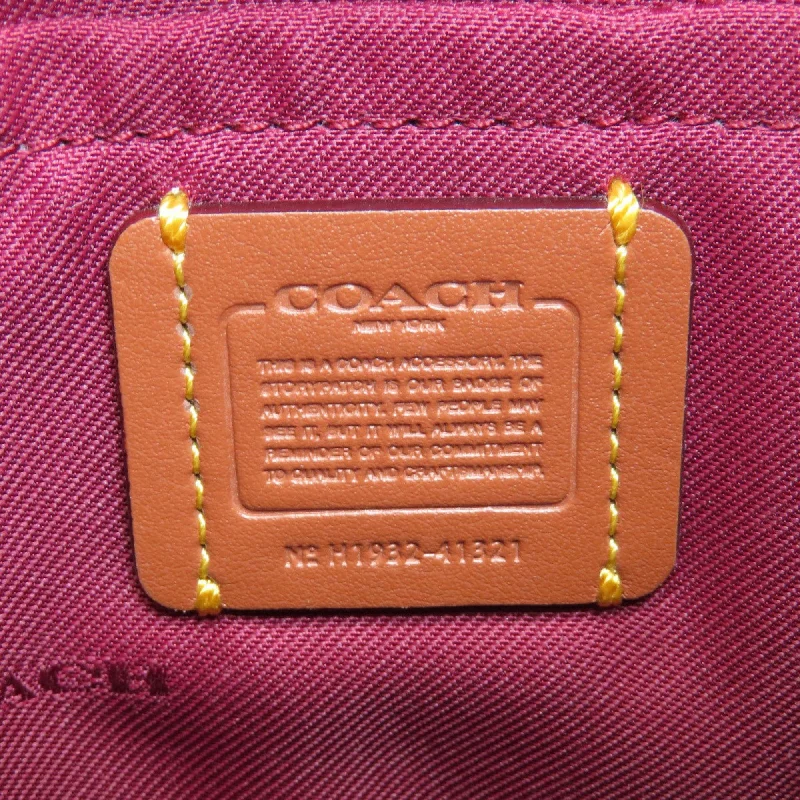 COACH
NEW YORK
THIS IS A COACH ACCESSORY. THE
STORYPATCH IS OUR BADGE OF
AUTHENTICITY. FEW PEOPLE MAY
SEE IT, BUT IT WILL ALWAYS BE A
REMINDER OF OUR COMMITMENT
TO QUALITY AND CRAFTSMANSHIP.
Nº H1932-41321
OACH